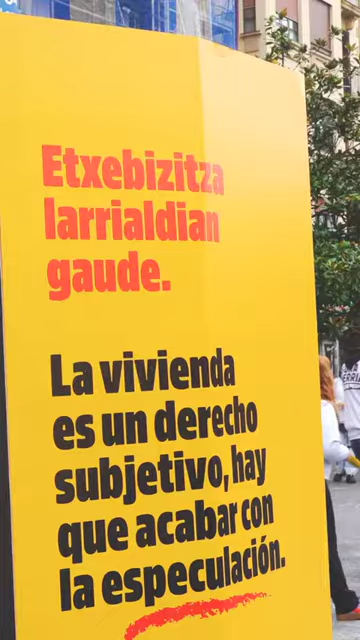 Etxebizitza
larrialdian
gaude.
La vivienda
es un derecho
subjetivo, hay
que acabar con
la especulación.